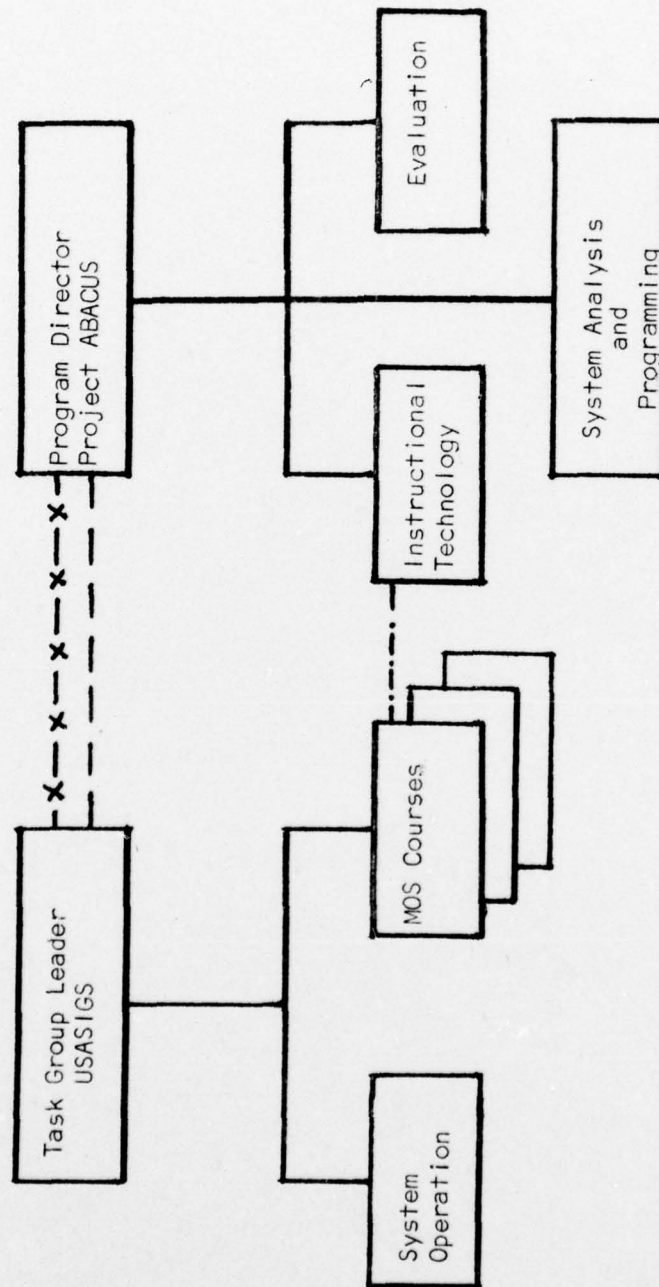 Task Group Leader
USASIGS
Program Director
Project ABACUS
System
Operation
MOS Courses
Instructional
Technology
Evaluation
System Analysis
and
Programming